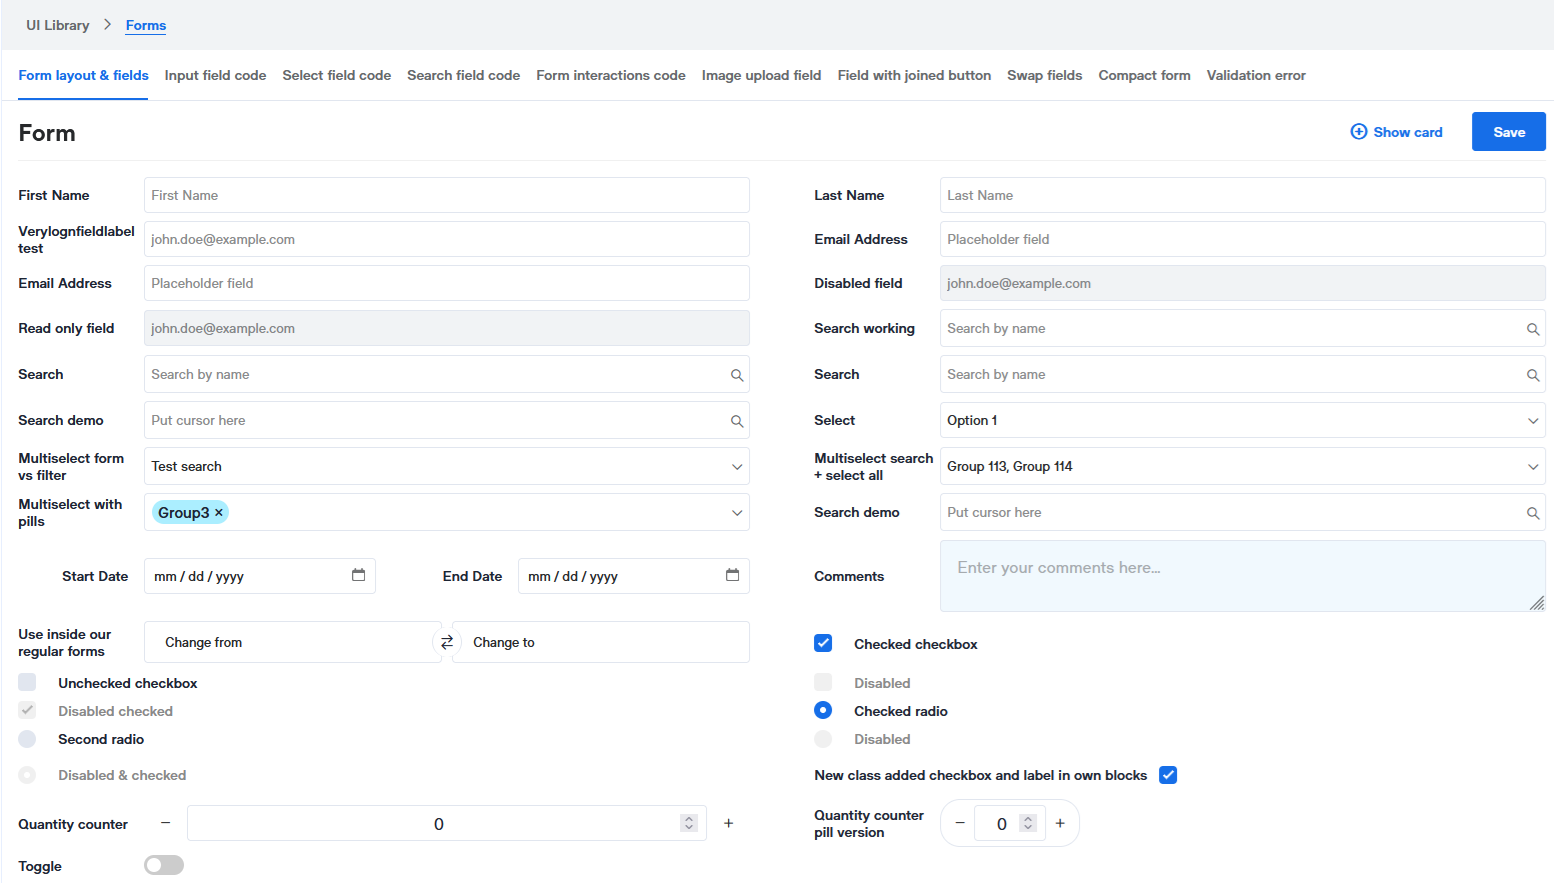 UI Library > Forms
Form layout & fields Input field code Select field code Search field code Form interactions code Image upload field Field with joined button Swap fields Compact form Validation error
Form
Show card Save
First Name First Name
Last Name Last Name
Verylognfieldlabel
test
john.doe@example.com
Email Address Placeholder field
Email Address Placeholder field
Disabled field john.doe@example.com
Read only field john.doe@example.com
Search working Search by name
Search Search by name
Search Search by name
Search demo Put cursor here
Select Option 1
Multiselect form
vs filter
Test search
Multiselect search
+ select all
Group 113, Group 114
Multiselect with
pills
Group3 ×
Search demo Put cursor here
Start Date mm / dd / yyyy End Date mm / dd / yyyy
Comments Enter your comments here...
Use inside our
regular forms
Change from Change to
Checked checkbox
Unchecked checkbox
Disabled
Disabled checked
Checked radio
Second radio
Disabled
Disabled & checked
New class added checkbox and label in own blocks
Quantity counter − 0 +
Quantity counter
pill version
− 0 +
Toggle